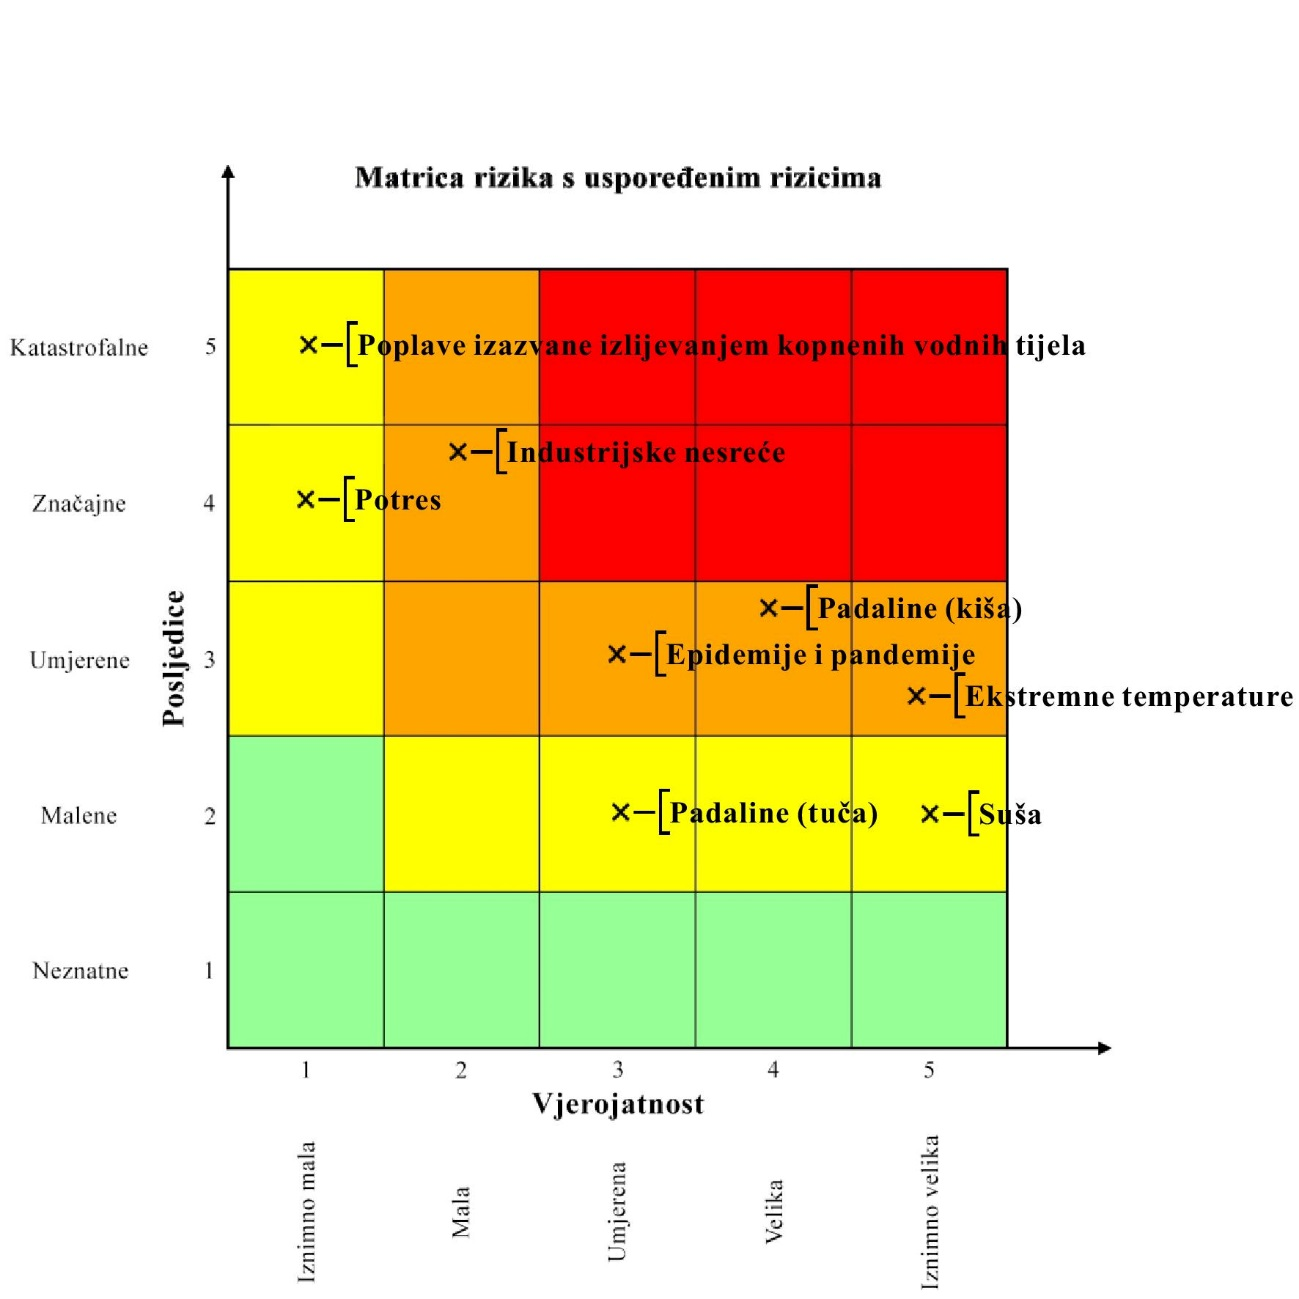 Matrica rizika s uspoređenim rizicima
Katastrofalne 5
Poplave izazvane izlijevanjem kopnenih vodnih tijela
Industrijske nesreće
Značajne 4
Potres
Posljedice
Padaline (kiša)
Umjerene 3
Epidemije i pandemije
Ekstremne temperature
Malene 2
Padaline (tuča)
Suša
Neznatne 1
1 2 3 4 5
Vjerojatnost
Iznimno mala
Mala
Umjerena
Velika
Iznimno velika